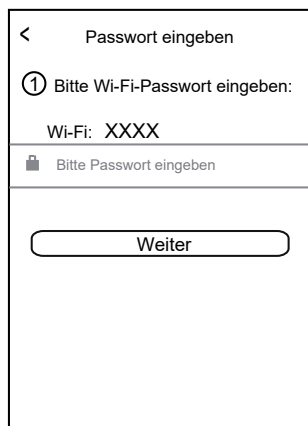 < Passwort eingeben
① Bitte Wi-Fi-Passwort eingeben:
Wi-Fi: XXXX
Bitte Passwort eingeben
Weiter